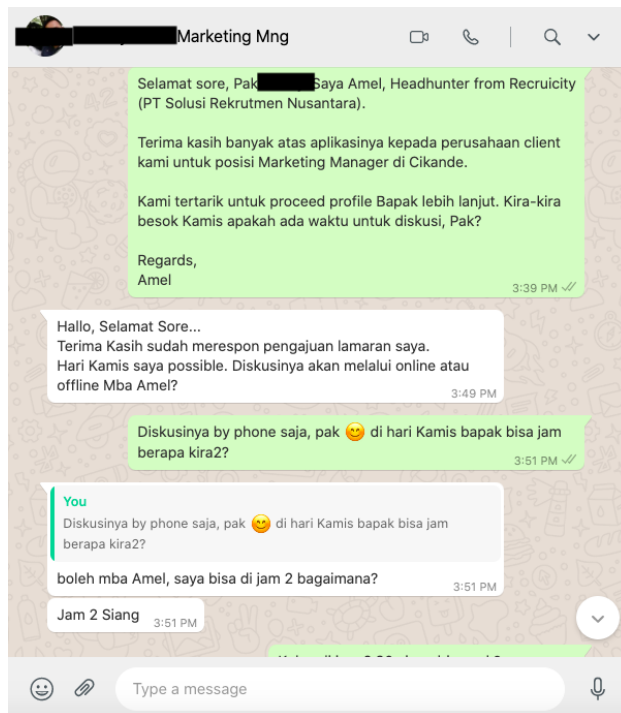 Marketing Mng
Selamat sore, Pak Saya Amel, Headhunter from Recruicity
(PT Solusi Rekrutmen Nusantara).
Terima kasih banyak atas aplikasinya kepada perusahaan client
kami untuk posisi Marketing Manager di Cikande.
Kami tertarik untuk proceed profile Bapak lebih lanjut. Kira-kira
besok Kamis apakah ada waktu untuk diskusi, Pak?
Regards,
Amel
3:39 PM
Hallo, Selamat Sore...
Terima Kasih sudah merespon pengajuan lamaran saya.
Hari Kamis saya possible. Diskusinya akan melalui online atau
offline Mba Amel?
3:49 PM
Diskusinya by phone saja, pak 😊 di hari Kamis bapak bisa jam
berapa kira2?
3:51 PM
You
Diskusinya by phone saja, pak 😊 di hari Kamis bapak bisa jam
berapa kira2?
boleh mba Amel, saya bisa di jam 2 bagaimana?
3:51 PM
Jam 2 Siang
3:51 PM
Type a message